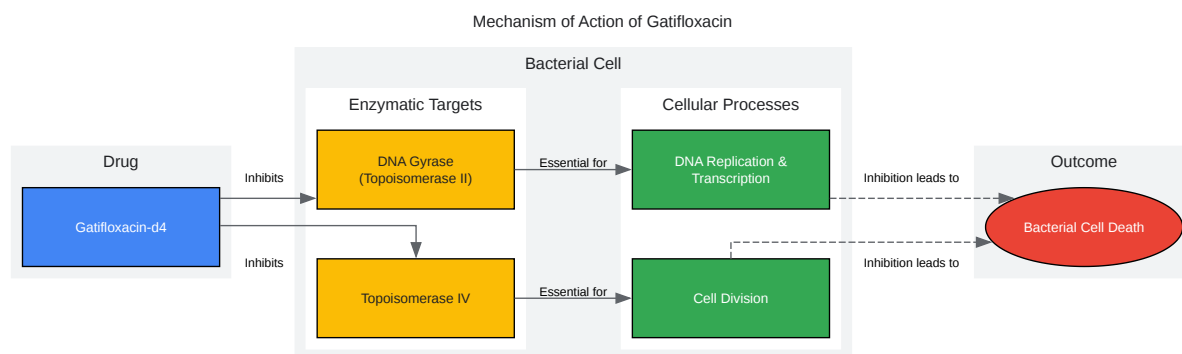 Mechanism of Action of Gatifloxacin
Bacterial Cell
Drug
Gatifloxacin-d4
Inhibits
Inhibits
Enzymatic Targets
DNA Gyrase
(Topoisomerase II)
Topoisomerase IV
Essential for
Essential for
Cellular Processes
DNA Replication &
Transcription
Cell Division
Inhibition leads to
Inhibition leads to
Outcome
Bacterial Cell Death